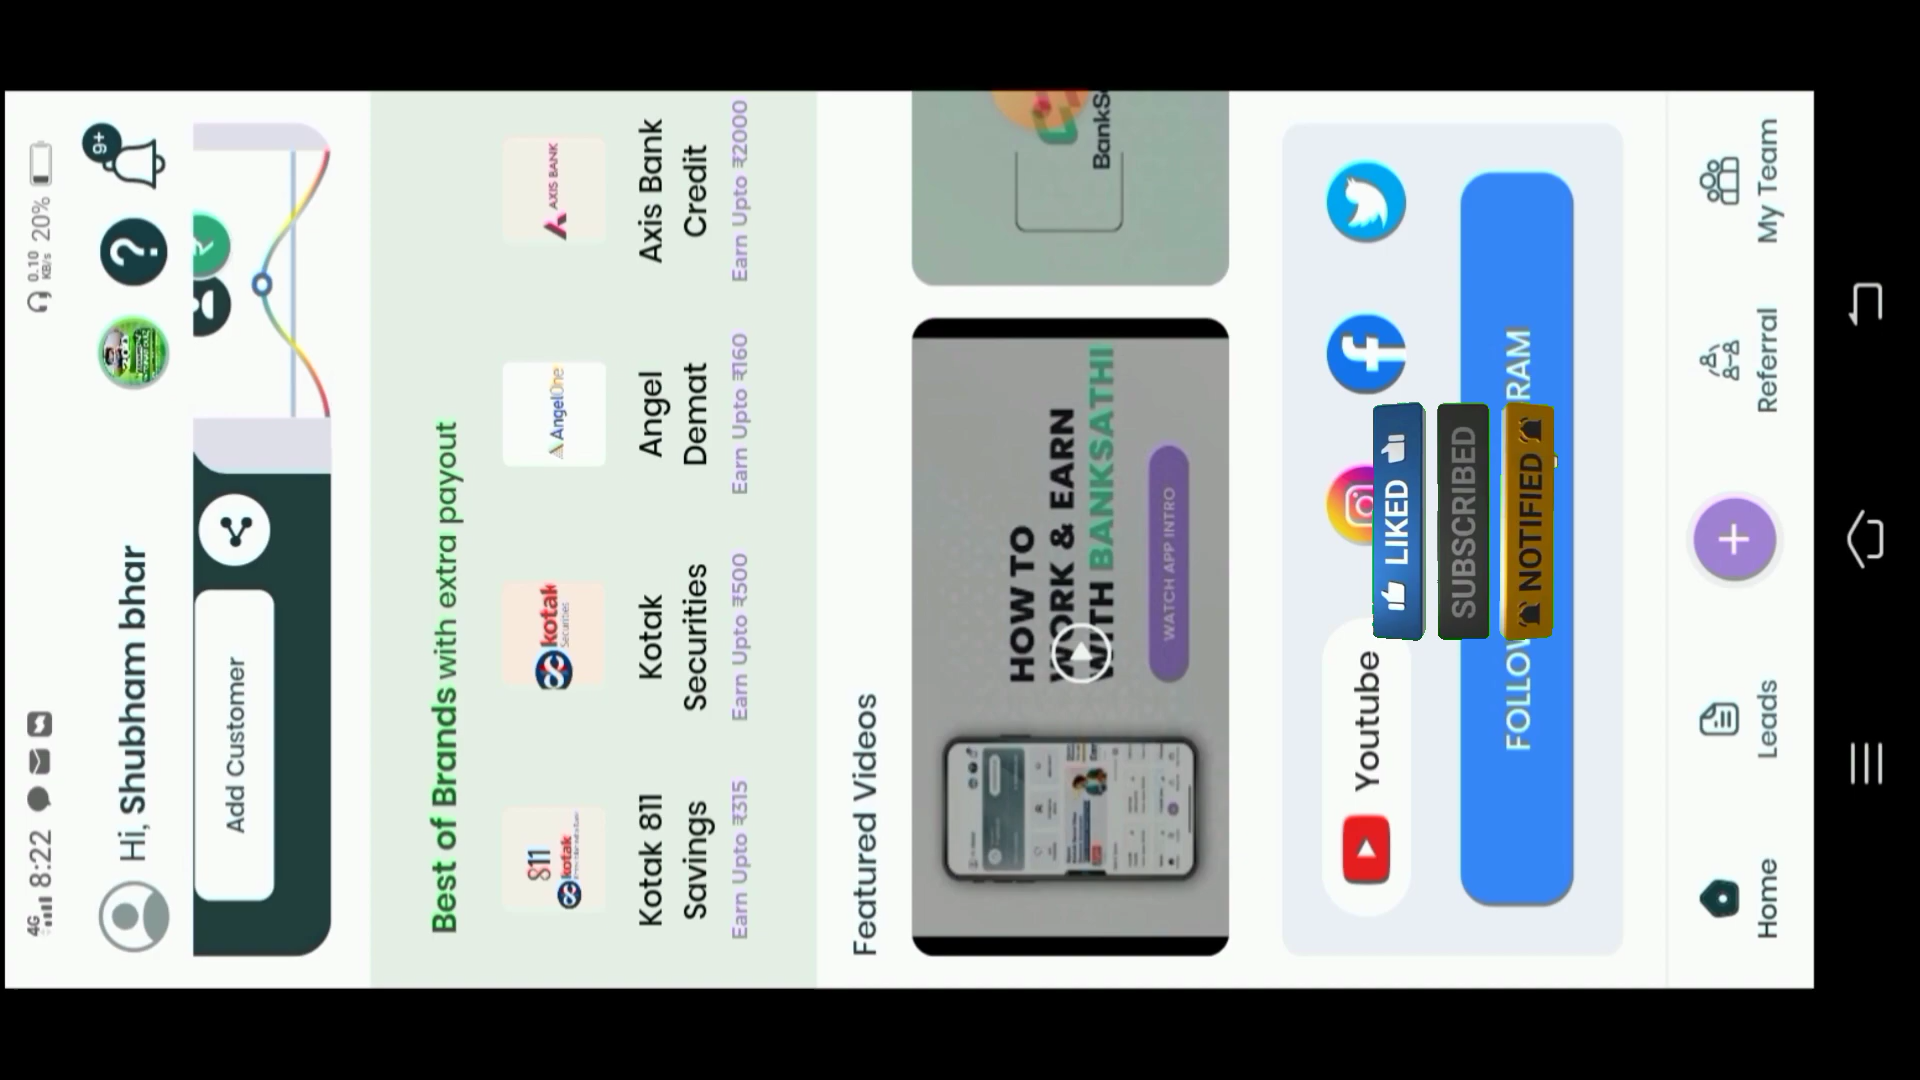 4G 8:22 0.10 KB/s 20%
Hi, Shubham bhar
9+
Add Customer
Best of Brands with extra payout
811
kotak
kotak
Securities
AngelOne
AXIS BANK
Kotak 811
Savings
Earn Upto ₹315
Kotak
Securities
Earn Upto ₹500
Angel
Demat
Earn Upto ₹160
Axis Bank
Credit
Earn Upto ₹2000
Featured Videos
HOW TO
WORK & EARN
WITH BANKSATHI
WATCH APP INTRO
BankS
Youtube
LIKED
SUBSCRIBED
NOTIFIED
FOLLOW RAM
Home
Leads
Referral
My Team